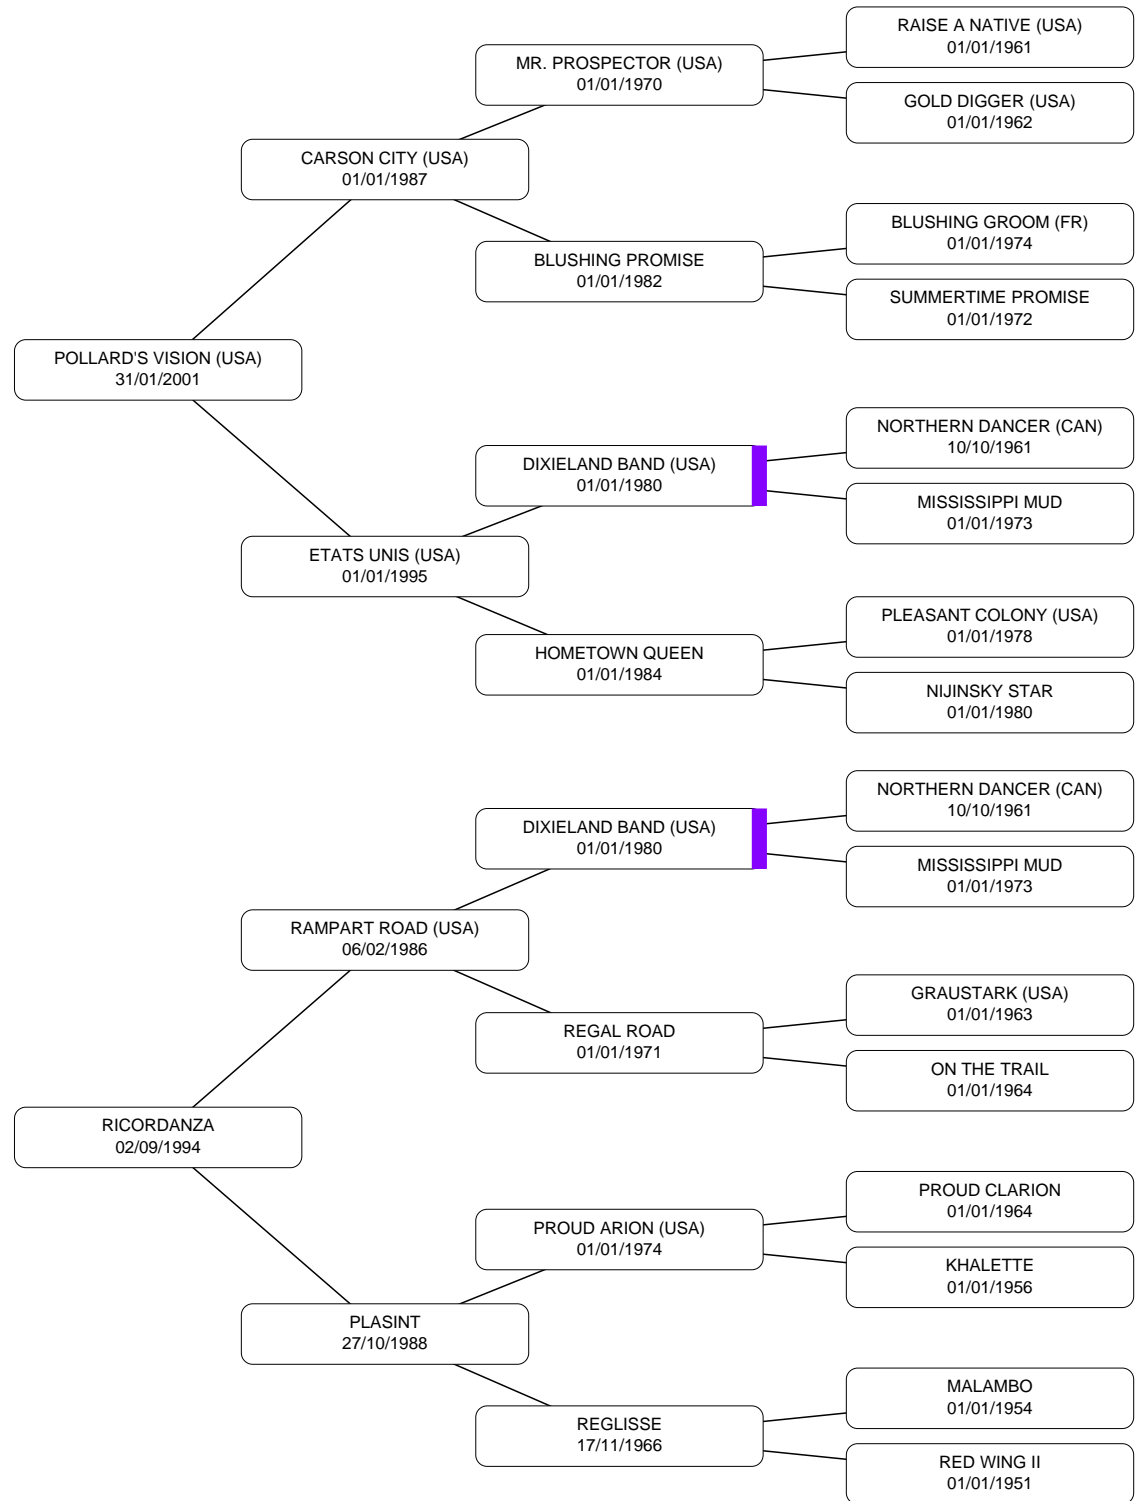 RAISE A NATIVE (USA)
01/01/1961
MR. PROSPECTOR (USA)
01/01/1970
GOLD DIGGER (USA)
01/01/1962
CARSON CITY (USA)
01/01/1987
BLUSHING GROOM (FR)
01/01/1974
BLUSHING PROMISE
01/01/1982
SUMMERTIME PROMISE
01/01/1972
POLLARD'S VISION (USA)
31/01/2001
NORTHERN DANCER (CAN)
10/10/1961
DIXIELAND BAND (USA)
01/01/1980
MISSISSIPPI MUD
01/01/1973
ETATS UNIS (USA)
01/01/1995
PLEASANT COLONY (USA)
01/01/1978
HOMETOWN QUEEN
01/01/1984
NIJINSKY STAR
01/01/1980
NORTHERN DANCER (CAN)
10/10/1961
DIXIELAND BAND (USA)
01/01/1980
MISSISSIPPI MUD
01/01/1973
RAMPART ROAD (USA)
06/02/1986
GRAUSTARK (USA)
01/01/1963
REGAL ROAD
01/01/1971
ON THE TRAIL
01/01/1964
RICORDANZA
02/09/1994
PROUD CLARION
01/01/1964
PROUD ARION (USA)
01/01/1974
KHALETTE
01/01/1956
PLASINT
27/10/1988
MALAMBO
01/01/1954
REGLISSE
17/11/1966
RED WING II
01/01/1951